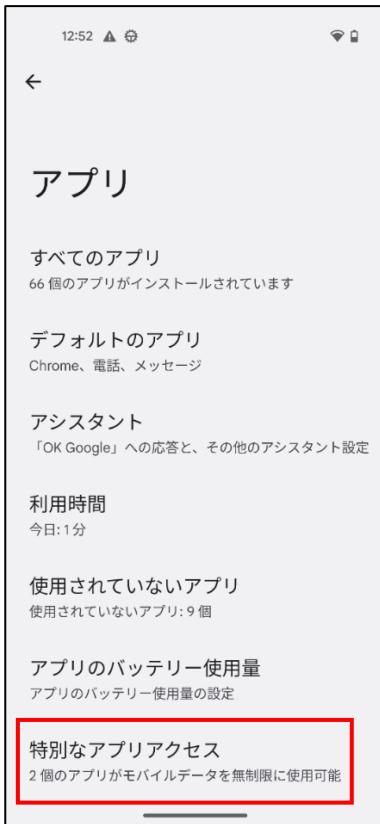 12:52
アプリ
すべてのアプリ
66 個のアプリがインストールされています
デフォルトのアプリ
Chrome、電話、メッセージ
アシスタント
「OK Google」への応答と、その他のアシスタント設定
利用時間
今日: 1 分
使用されていないアプリ
使用されていないアプリ: 9 個
アプリのバッテリー使用量
アプリのバッテリー使用量の設定
特別なアプリアクセス
2 個のアプリがモバイルデータを無制限に使用可能